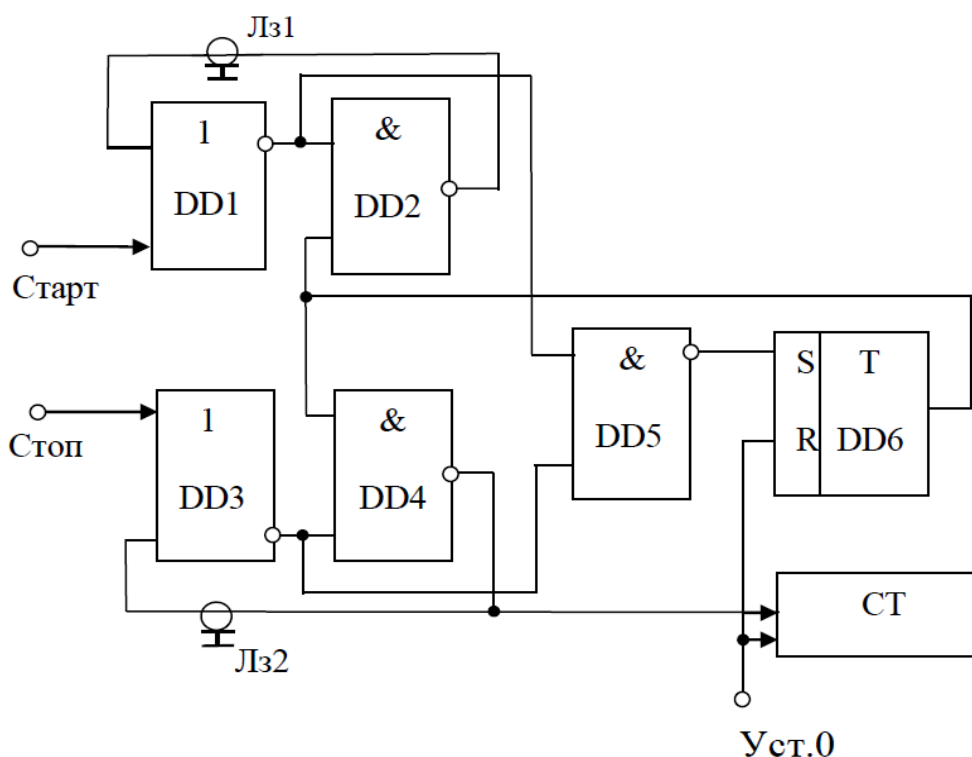 Лз1
1
DD1
&
DD2
Старт
Стоп
1
DD3
&
DD4
&
DD5
S T
R DD6
Лз2
CT
Уст.0